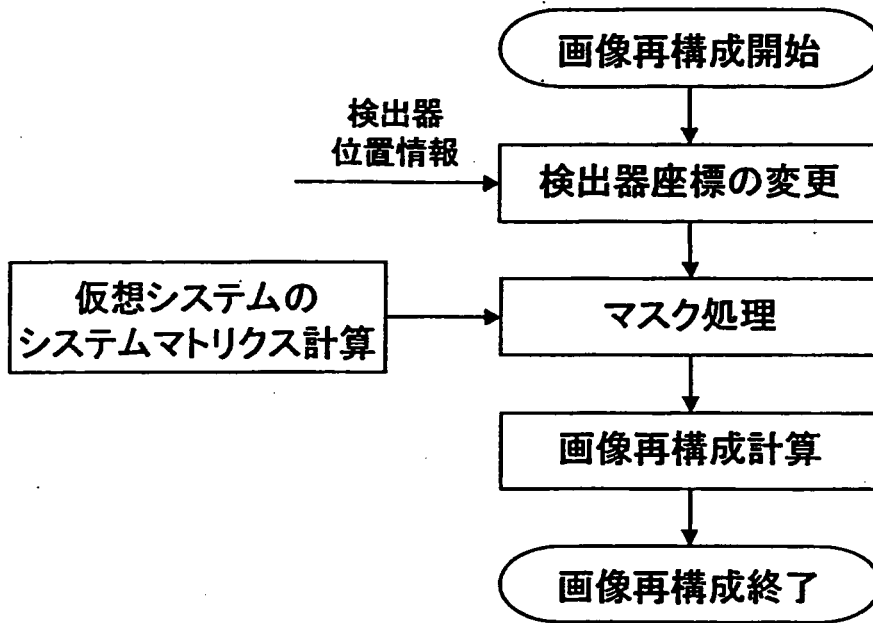 画像再構成開始
検出器
位置情報
検出器座標の変更
仮想システムの
システムマトリクス計算
マスク処理
画像再構成計算
画像再構成終了